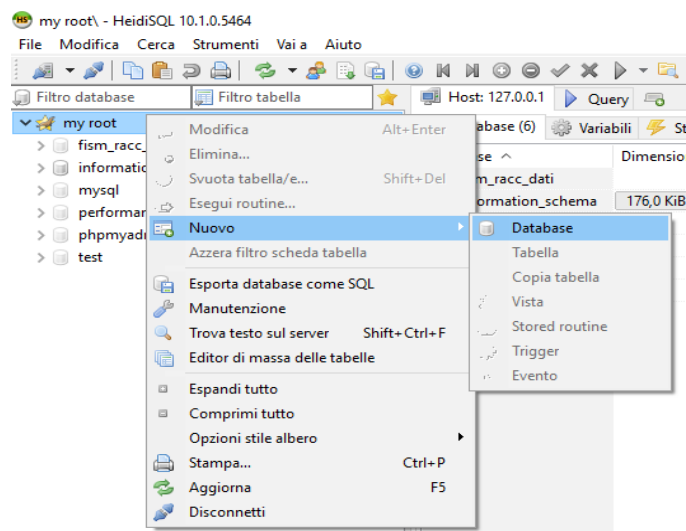 my root\ - HeidiSQL 10.1.0.5464
File Modifica Cerca Strumenti Vai a Aiuto
Filtro database Filtro tabella Host: 127.0.0.1 Query
my root
abase (6) Variabili St
fism_racc_
informatic
mysql
performar
phpmyadı
test
se Dimensio
m_racc_dati
ormation_schema 176,0 KiB
Modifica Alt+Enter
Elimina...
Svuota tabella/e... Shift+Del
Esegui routine...
Nuovo
Azzera filtro scheda tabella
Esporta database come SQL
Manutenzione
Trova testo sul server Shift+Ctrl+F
Editor di massa delle tabelle
Espandi tutto
Comprimi tutto
Opzioni stile albero
Stampa... Ctrl+P
Aggiorna F5
Disconnetti
Database
Tabella
Copia tabella
Vista
Stored routine
Trigger
Evento